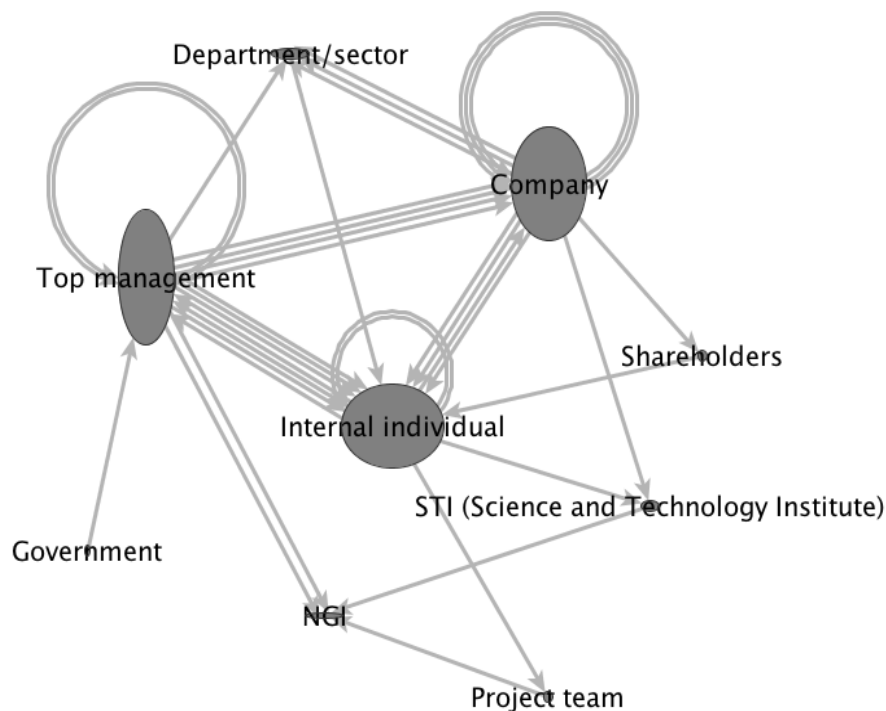 Department/sector
Company
Top management
Shareholders
Internal individual
STI (Science and Technology Institute)
Government
NGI
Project team